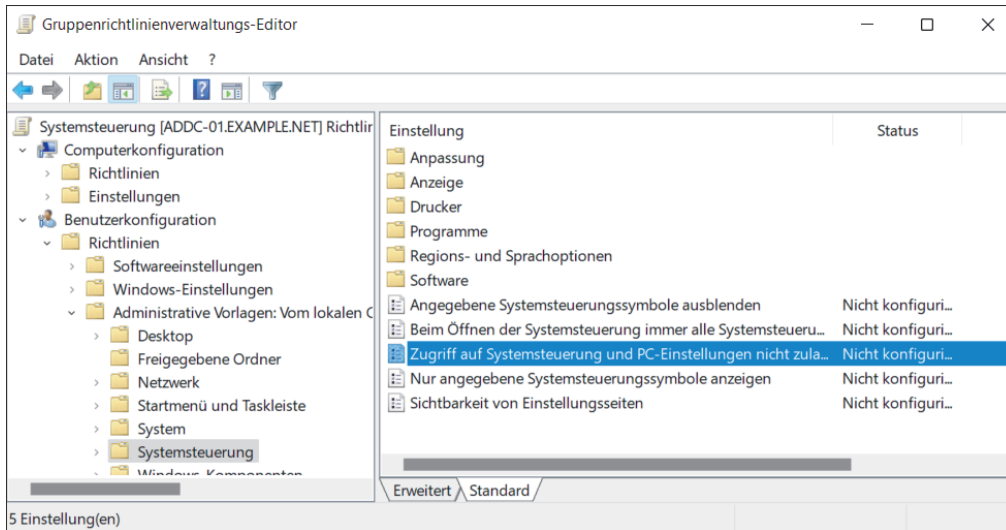 Gruppenrichtlinienverwaltungs-Editor
Datei Aktion Ansicht ?
Systemsteuerung [ADDC-01.EXAMPLE.NET] Richtlir
Computerkonfiguration
Richtlinien
Einstellungen
Benutzerkonfiguration
Richtlinien
Softwareeinstellungen
Windows-Einstellungen
Administrative Vorlagen: Vom lokalen C
Desktop
Freigegebene Ordner
Netzwerk
Startmenü und Taskleiste
System
Systemsteuerung
Windows-Komponenten
Einstellung Status
Anpassung
Anzeige
Drucker
Programme
Regions- und Sprachoptionen
Software
Angegebene Systemsteuerungssymbole ausblenden Nicht konfiguri...
Beim Öffnen der Systemsteuerung immer alle Systemsteueru... Nicht konfiguri...
Zugriff auf Systemsteuerung und PC-Einstellungen nicht zula... Nicht konfiguri...
Nur angegebene Systemsteuerungssymbole anzeigen Nicht konfiguri...
Sichtbarkeit von Einstellungsseiten Nicht konfiguri...
Erweitert Standard
5 Einstellung(en)